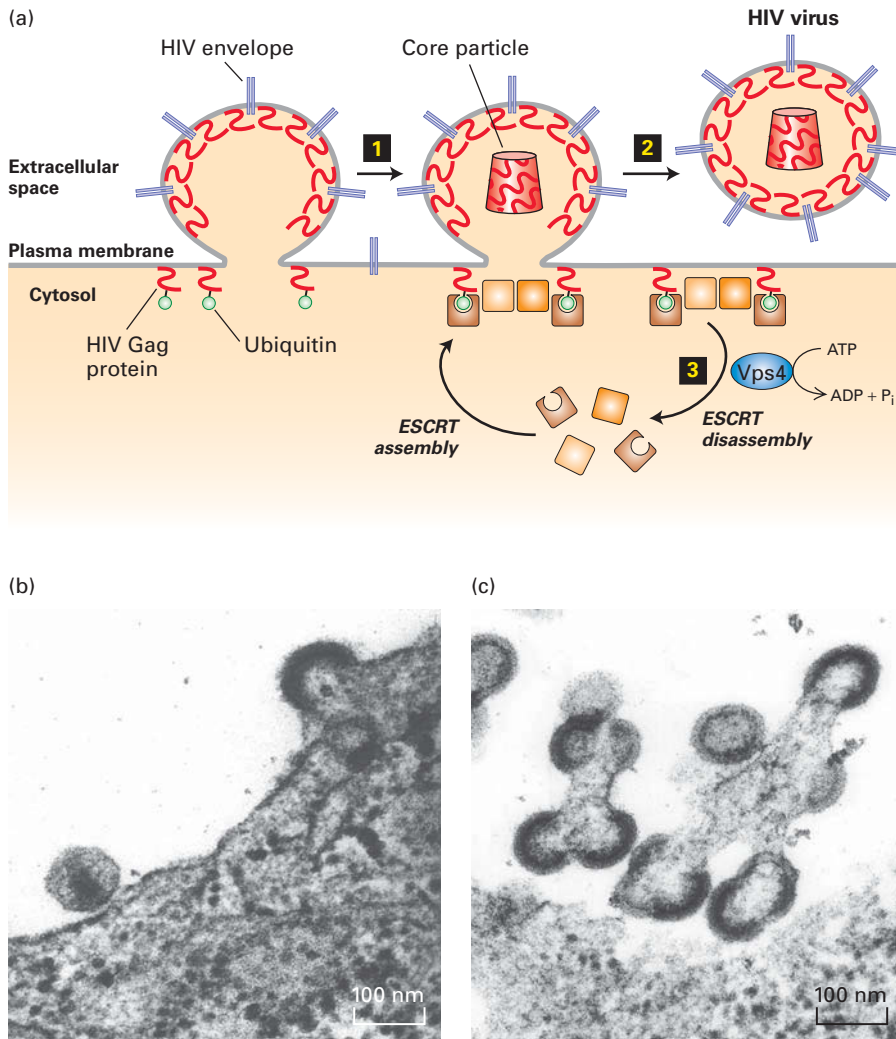 (a)
HIV envelope
Core particle
HIV virus
1
2
Extracellular
space
Plasma membrane
Cytosol
HIV Gag
protein
Ubiquitin
3
Vps4
ATP
ADP + Pi
ESCRT
assembly
ESCRT
disassembly
(b)
(c)
100 nm
100 nm